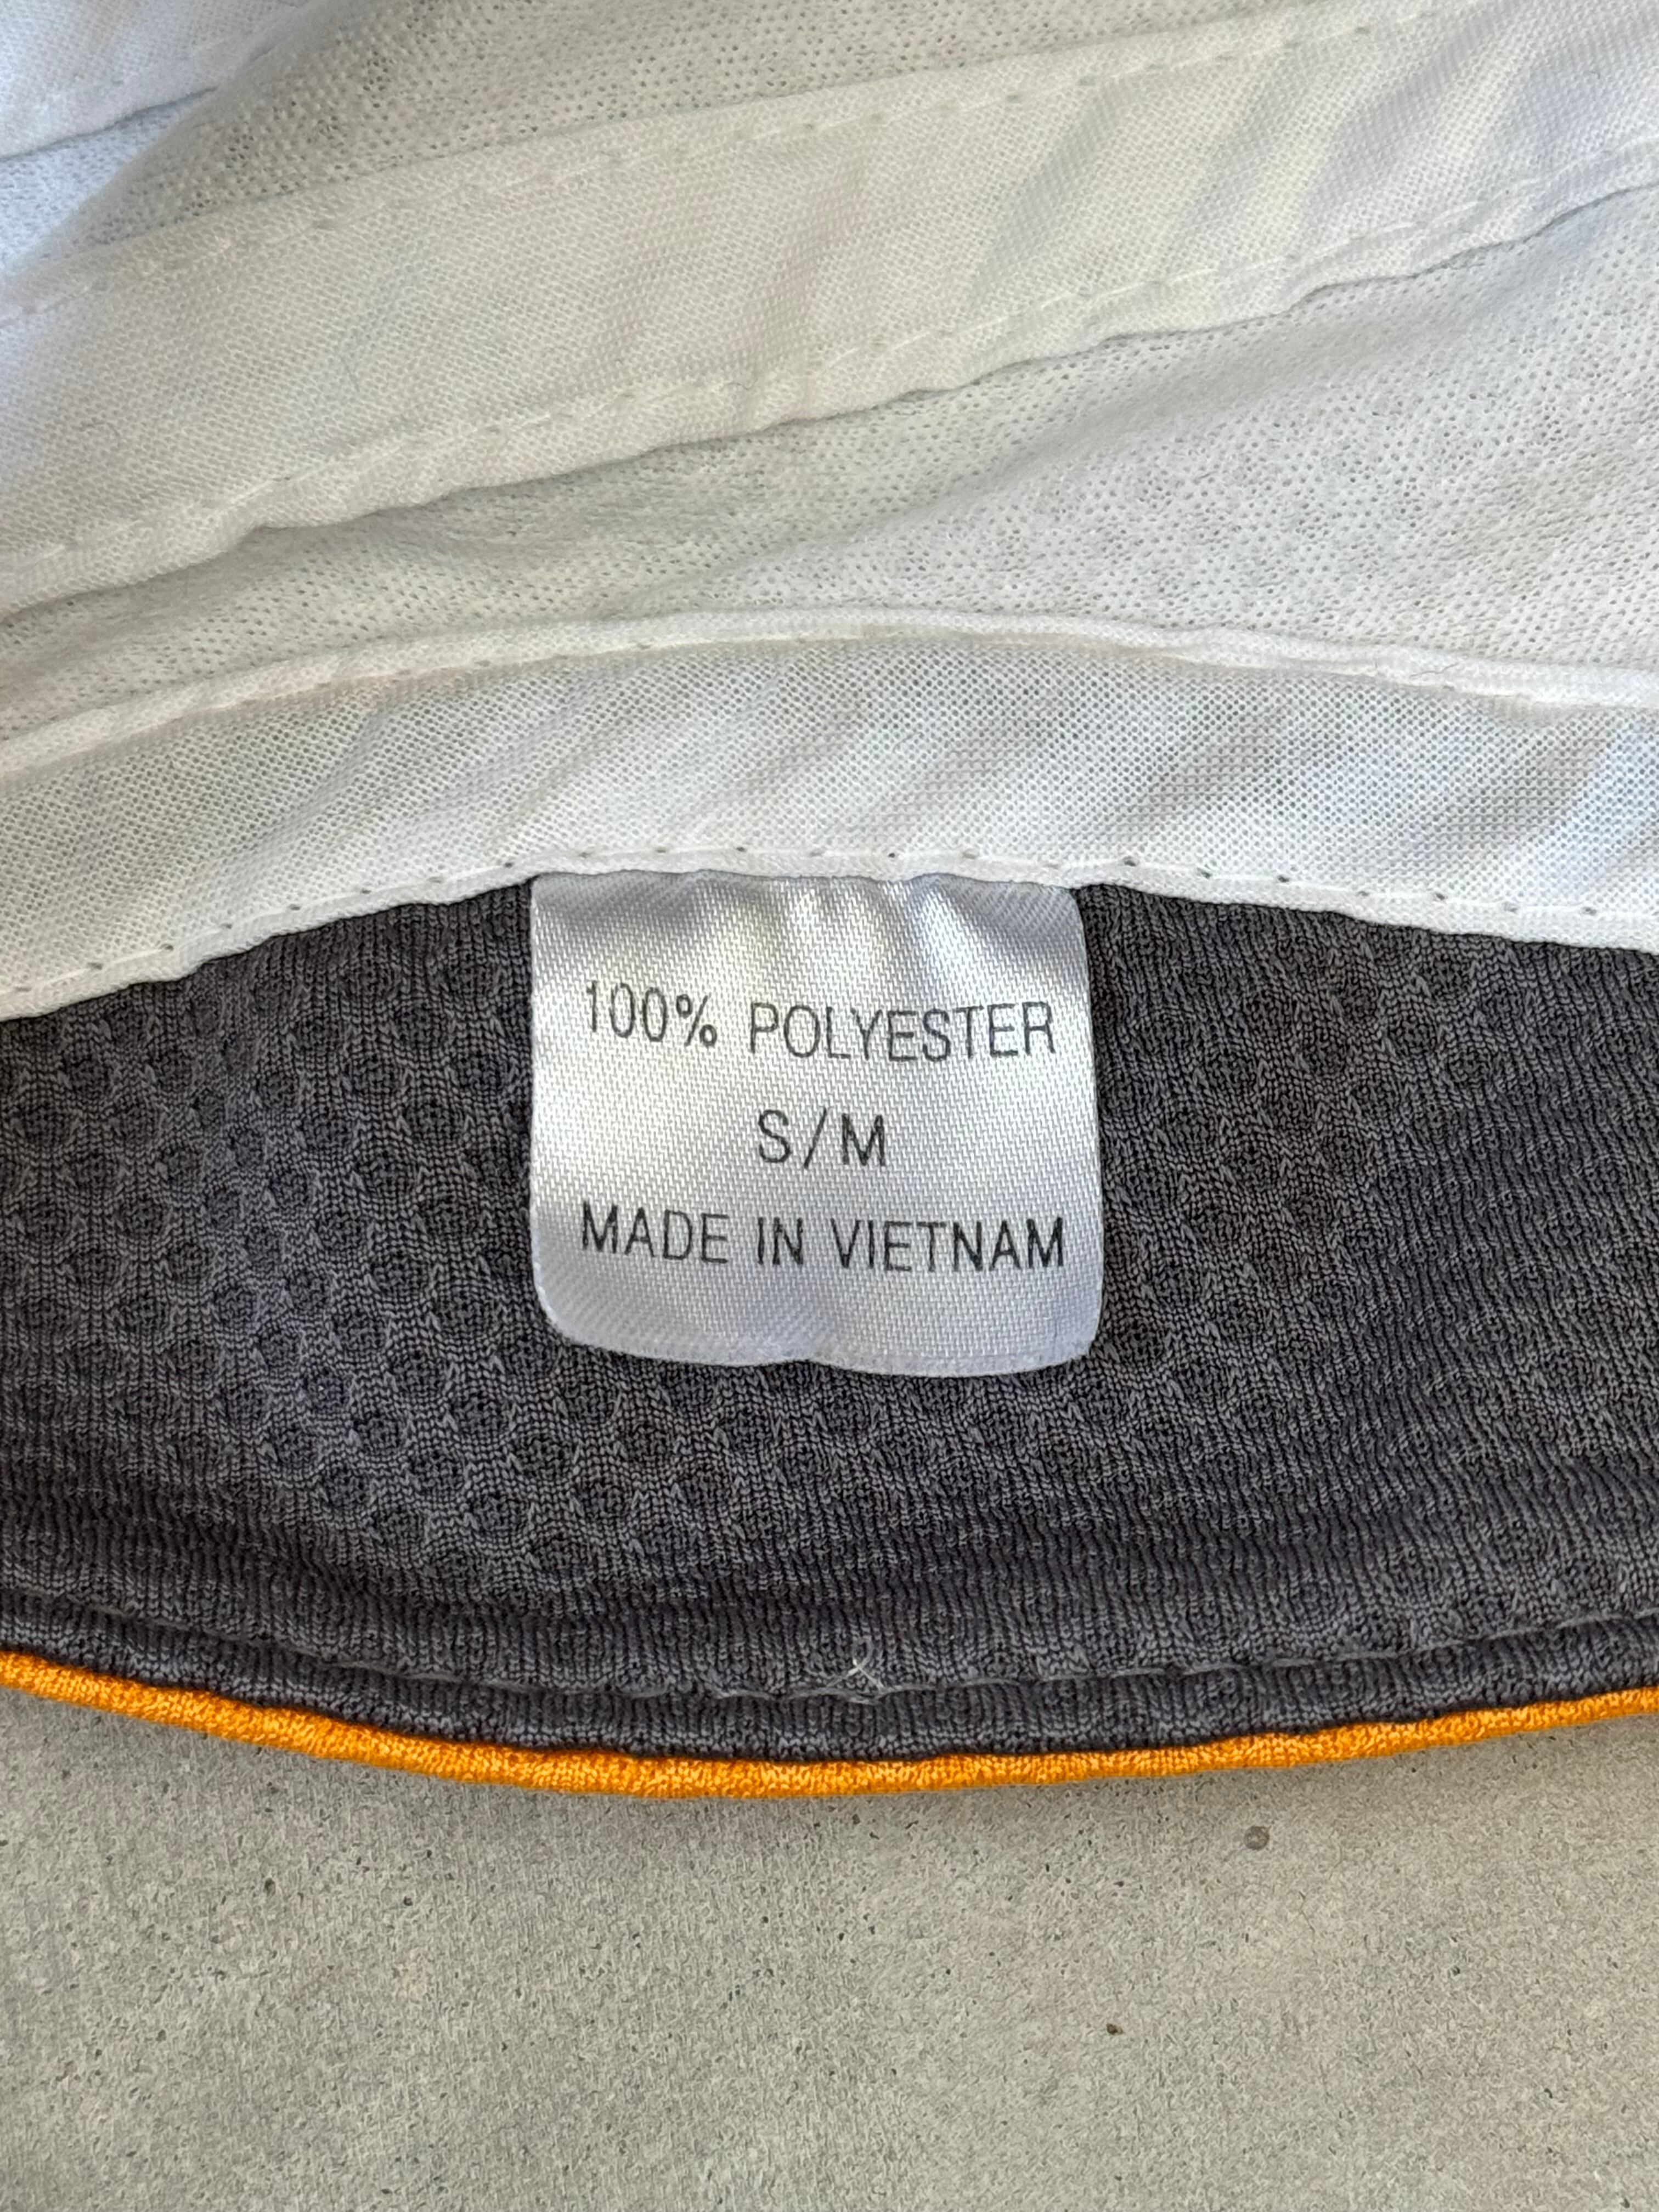 100% POLYESTER
S/M
MADE IN VIETNAM